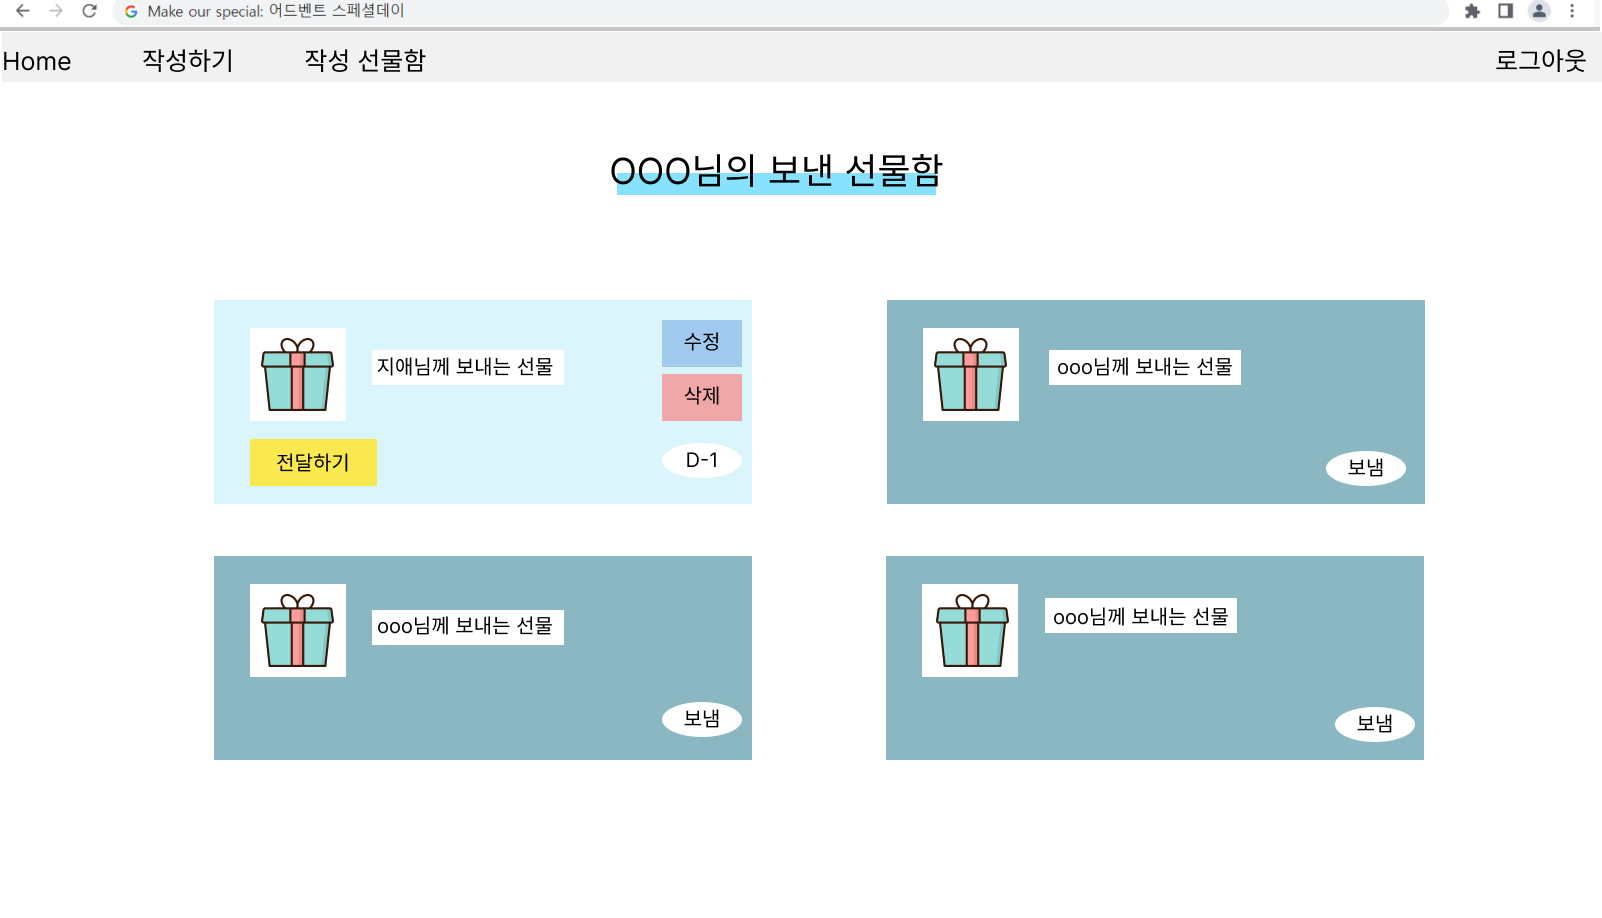 Make our special: 어드벤트 스페셜데이
Home 작성하기 작성 선물함 로그아웃
OOO님의 보낸 선물함
지애님께 보내는 선물
수정
삭제
전달하기
D-1
ooo님께 보내는 선물
보냄
ooo님께 보내는 선물
보냄
ooo님께 보내는 선물
보냄